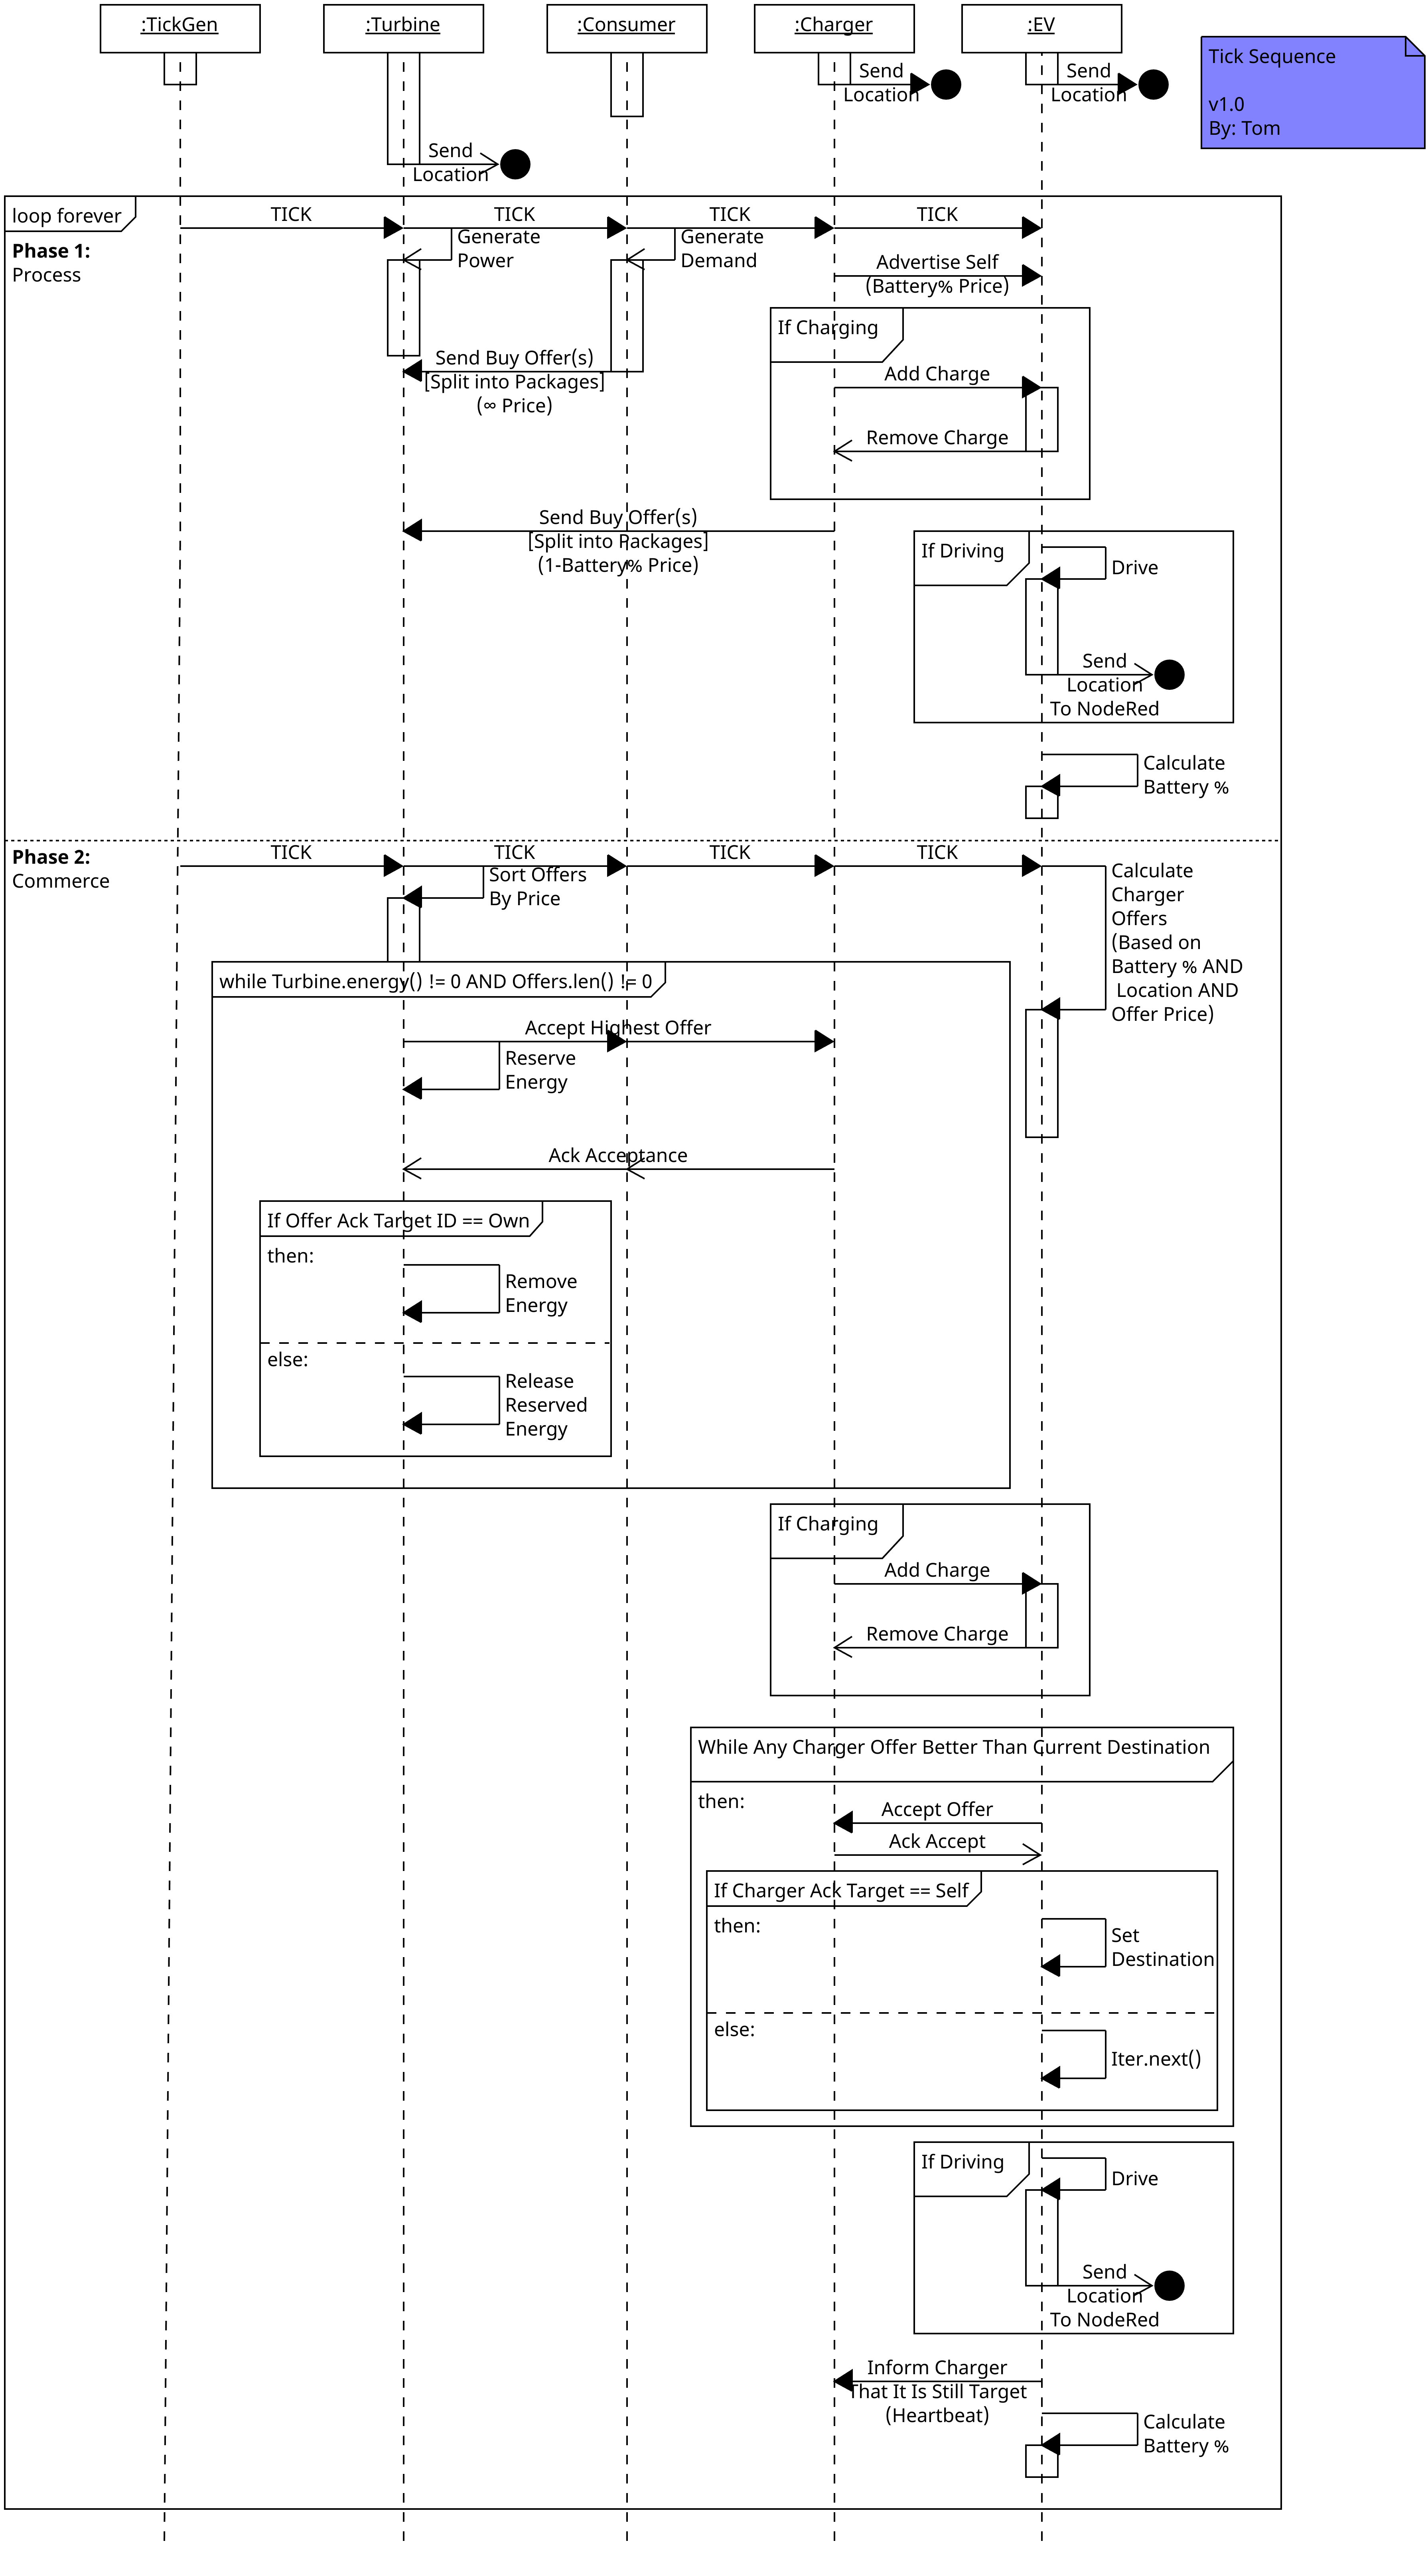 :TickGen
:Turbine
:Consumer
:Charger
:EV
Tick Sequence
v1.0
By: Tom
Send
Location
Send
Location
Send
Location
loop forever
TICK
TICK
TICK
TICK
Phase 1:
Process
Generate
Power
Generate
Demand
Advertise Self
(Battery% Price)
If Charging
Send Buy Offer(s)
[Split into Packages]
(∞ Price)
Add Charge
Remove Charge
Send Buy Offer(s)
[Split into Packages]
(1-Battery% Price)
If Driving
Drive
Send
Location
To NodeRed
Calculate
Battery %
Phase 2:
Commerce
TICK
TICK
TICK
TICK
Sort Offers
By Price
Calculate
Charger
Offers
(Based on
Battery % AND
Location AND
Offer Price)
while Turbine.energy() != 0 AND Offers.len() != 0
Accept Highest Offer
Reserve
Energy
Ack Acceptance
If Offer Ack Target ID == Own
then:
Remove
Energy
else:
Release
Reserved
Energy
If Charging
Add Charge
Remove Charge
While Any Charger Offer Better Than Current Destination
then:
Accept Offer
Ack Accept
If Charger Ack Target == Self
then:
Set
Destination
else:
Iter.next()
If Driving
Drive
Send
Location
To NodeRed
Inform Charger
That It Is Still Target
(Heartbeat)
Calculate
Battery %